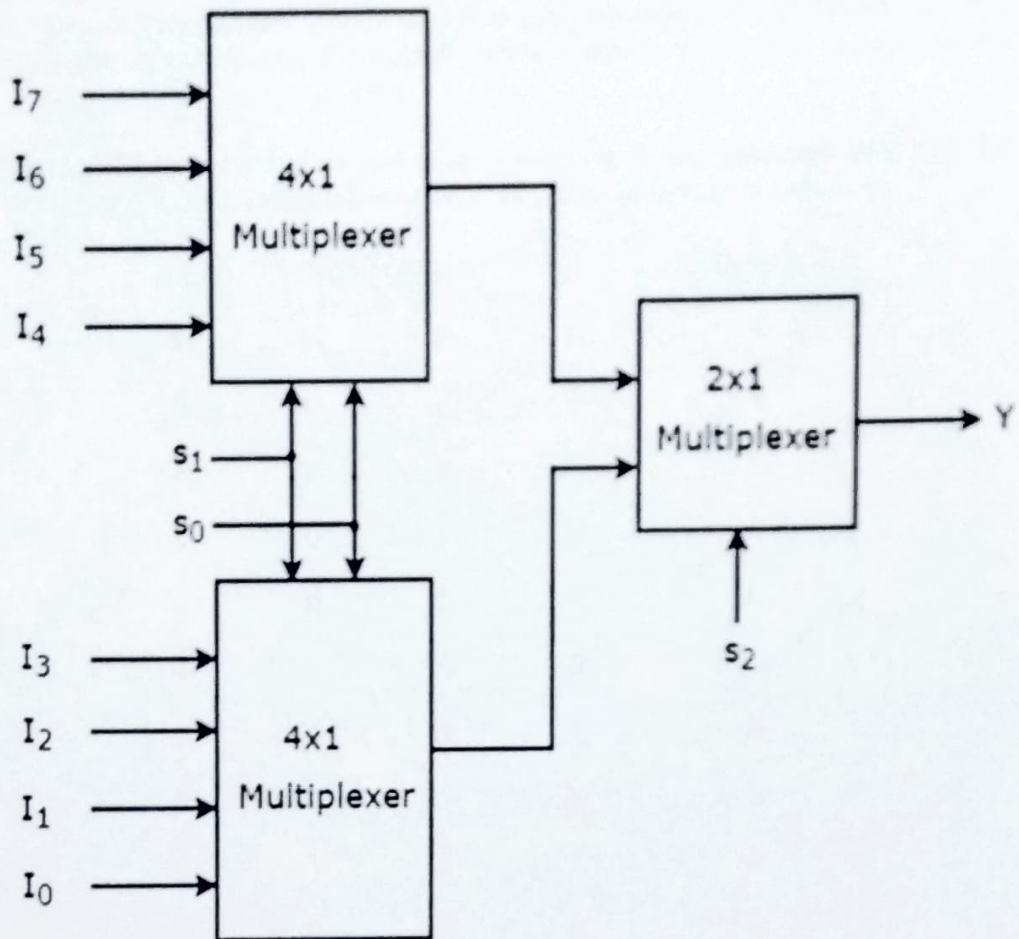 I7
I6
I5
I4
4x1
Multiplexer
s1
s0
2x1
Multiplexer
Y
s2
I3
I2
I1
I0
4x1
Multiplexer